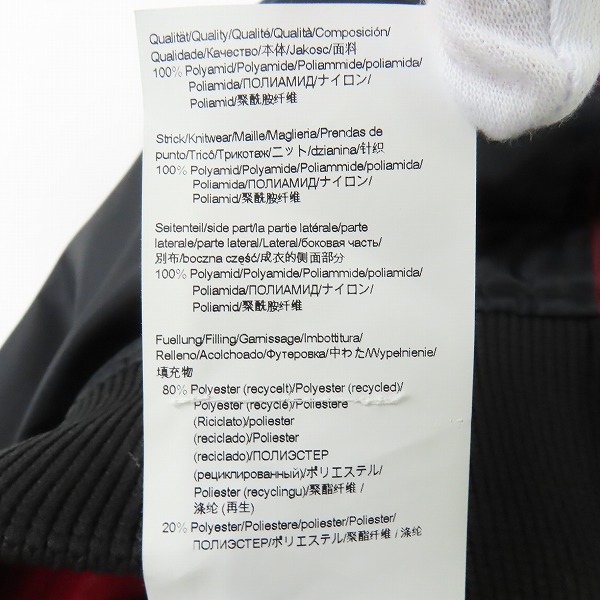 Qualität/Quality/Qualité/Qualità/Composición/
Qualidade/Качество/本体/Jakosc/面料
100% Polyamid/Polyamide/Poliammide/poliamida/
Poliamida/ПОЛИАМИД/ナイロン/
Poliamid/聚酰胺纤维
Strick/Knitwear/Maille/Maglieria/Prendas de
punto/Tricô/Трикотаж/ニット/dzianina/针织
100% Polyamid/Polyamide/Poliammide/poliamida/
Poliamida/ПОЛИАМИД/ナイロン/
Poliamid/聚酰胺纤维
Seitenteil/side part/la partie latérale/parte
laterale/parte lateral/Lateral/боковая часть/
別布/boczna część/成衣的侧面部分
100% Polyamid/Polyamide/Poliammide/poliamida/
Poliamida/ПОЛИАМИД/ナイロン/
Poliamid/聚酰胺纤维
Fuellung/Filling/Garnissage/Imbottitura/
Relleno/Acolchoado/Футеровка/中わた/Wypelnienie/
填充物
80% Polyester (recycelt)/Polyester (recycled)/
Polyester (recyclé)/Poliestere
(Riciclato)/poliester
(reciclado)/Poliester
(reciclado)/ПОЛИЭСТЕР
(рециклированный)/ポリエステル/
Poliester (recyclingu)/聚酯纤维 /
涤纶 (再生)
20% Polyester/Poliestere/poliester/Poliester/
ПОЛИЭСТЕР/ポリエステル/聚酯纤维 / 涤纶